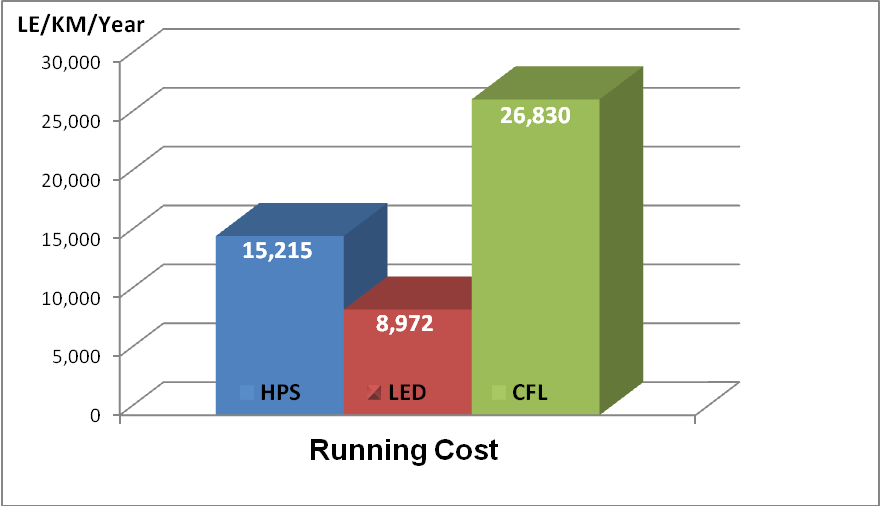 LE/KM/Year
30,000
25,000
20,000
15,000
10,000
5,000
0
15,215
8,972
26,830
HPS
LED
CFL
Running Cost